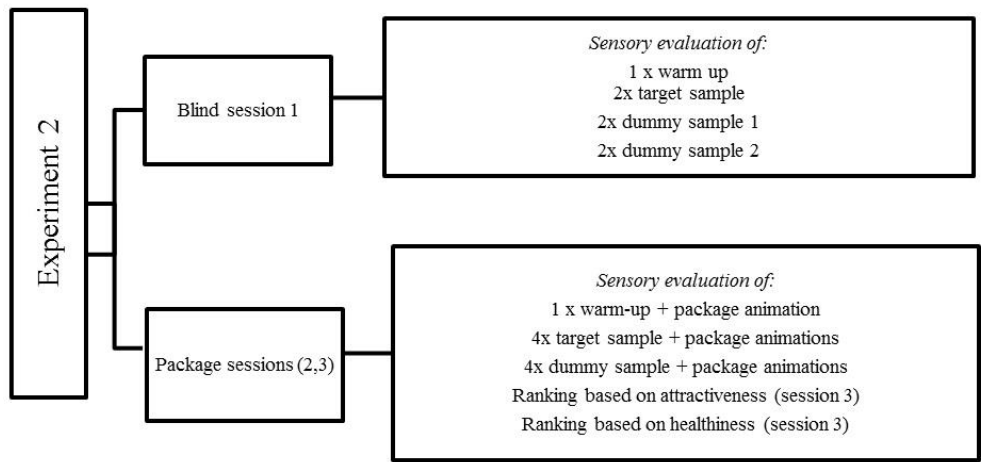 Experiment 2
Blind session 1
Sensory evaluation of:
1 x warm up
2x target sample
2x dummy sample 1
2x dummy sample 2
Package sessions (2,3)
Sensory evaluation of:
1 x warm-up + package animation
4x target sample + package animations
4x dummy sample + package animations
Ranking based on attractiveness (session 3)
Ranking based on healthiness (session 3)